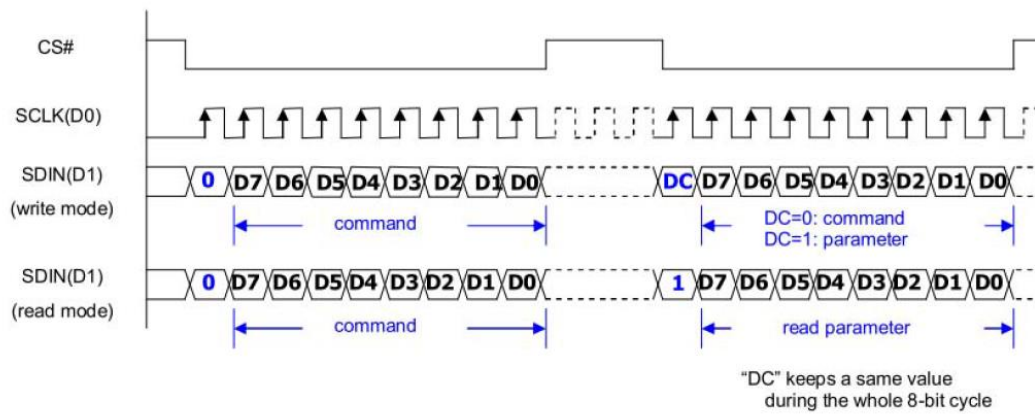 CS#
SCLK(D0)
SDIN(D1)
(write mode)
0 D7 D6 D5 D4 D3 D2 D1 D0
DC D7 D6 D5 D4 D3 D2 D1 D0
command
DC=0: command
DC=1: parameter
SDIN(D1)
(read mode)
0 D7 D6 D5 D4 D3 D2 D1 D0
1 D7 D6 D5 D4 D3 D2 D1 D0
command
read parameter
“DC” keeps a same value
during the whole 8-bit cycle